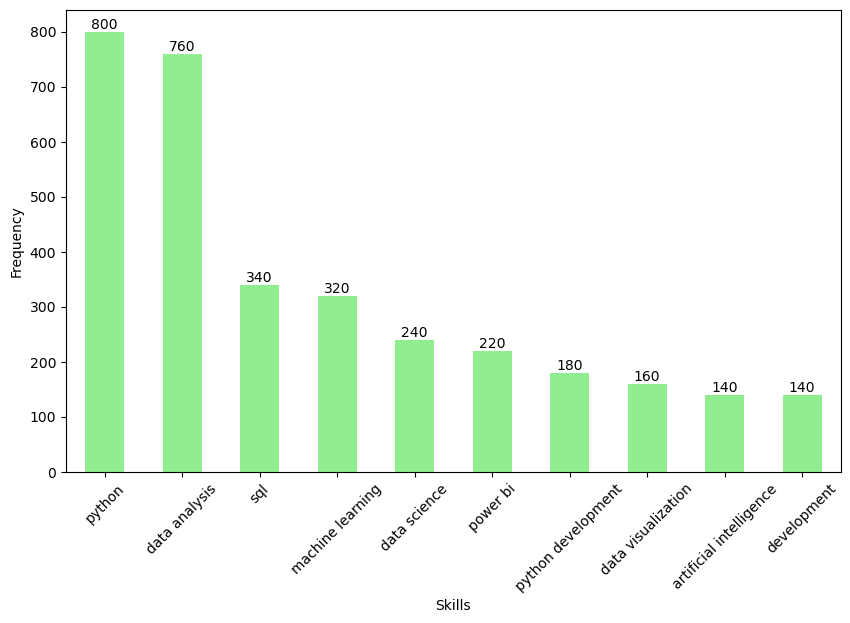 800
700
600
500
400
300
200
100
0
Frequency
800
760
340
320
240
220
180
160
140
140
python
data analysis
sql
machine learning
data science
power bi
python development
data visualization
artificial intelligence
development
Skills